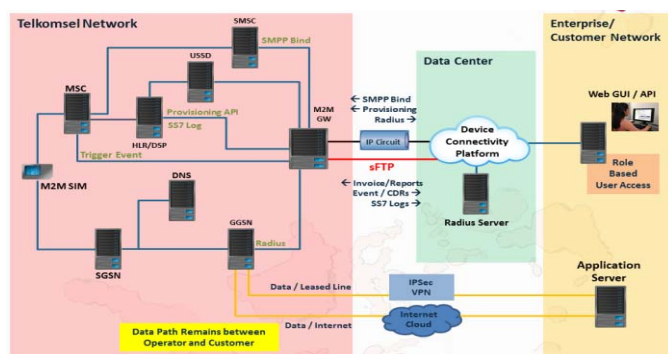 Telkomsel Network
SMSC
SMPP Bind
USSD
MSC
Provisioning API
SS7 Log
HLR/DSP
M2M
GW
Trigger Event
M2M SIM
DNS
SGSN
GGSN
Radius
Data Path Remains between
Operator and Customer
← SMPP Bind
← Provisioning
Radius →
IP Circuit
sFTP
← Invoice/Reports
Event / CDRs →
SS7 Logs →
Data / Leased Line
Data / Internet
Data Center
Device
Connectivity
Platform
Radius Server
IPSec
VPN
Internet
Cloud
Enterprise/
Customer Network
Web GUI / API
Role
Based
User Access
Application
Server